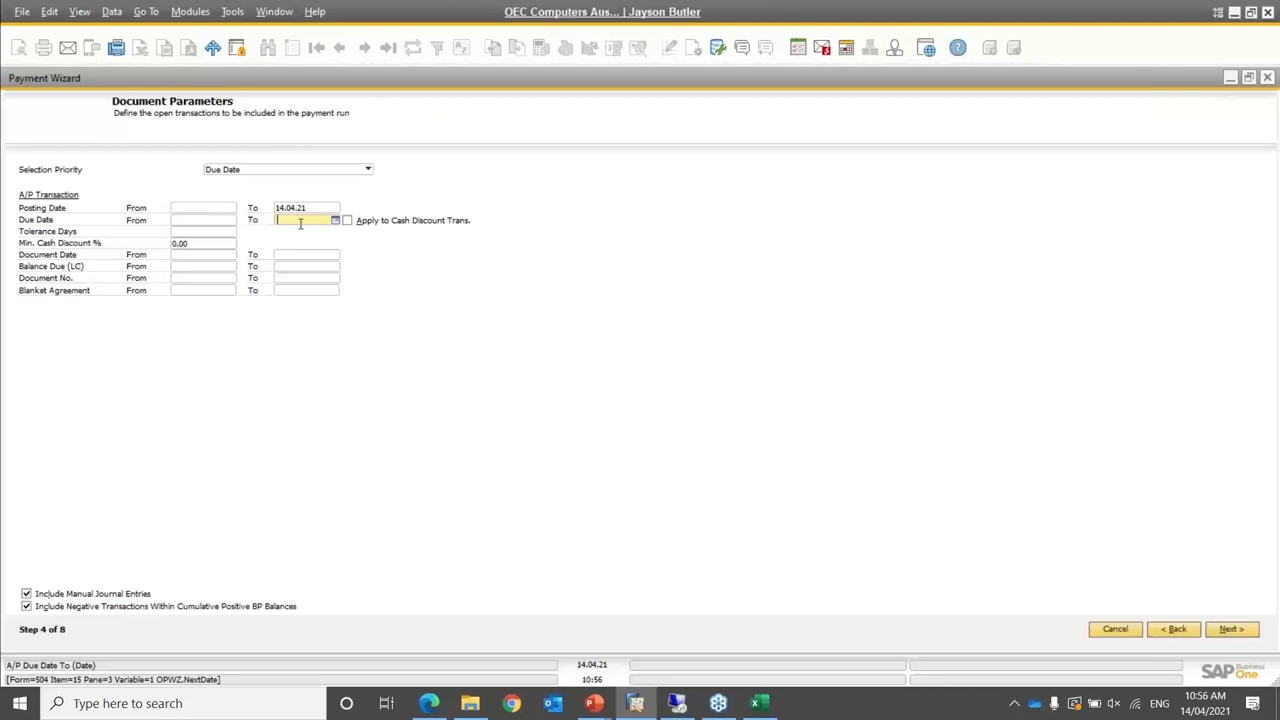 File Edit View Data Go To Modules Tools Window Help OEC Computers Aus... | Jayson Butler
Payment Wizard
Document Parameters
Define the open transactions to be included in the payment run
Selection Priority Due Date
A/P Transaction
Posting Date From To 14.04.21
Due Date From To Apply to Cash Discount Trans.
Tolerance Days
Min. Cash Discount % 0.00
Document Date From To
Balance Due (LC) From To
Document No. From To
Blanket Agreement From To
Include Manual Journal Entries
Include Negative Transactions Within Cumulative Positive BP Balances
Step 4 of 8 Cancel < Back Next >
A/P Due Date To (Date) 14.04.21
[Form=504 Item=15 Pane=3 Variable=1 OPWZ.NextDate] 10:56
SAP Business One
Type here to search ENG 10:56 AM
14/04/2021